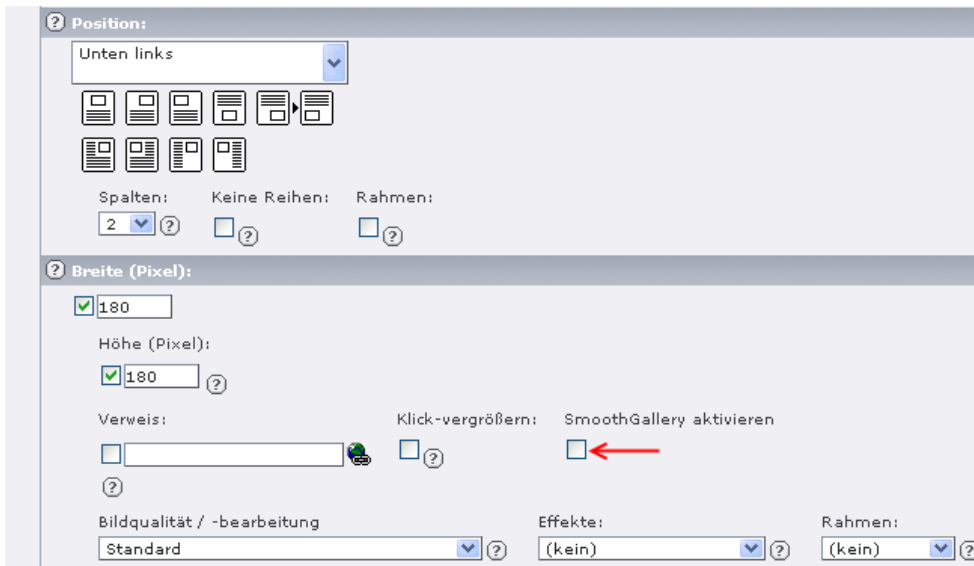 Position:
Unten links
Spalten: Keine Reihen: Rahmen:
2
Breite (Pixel):
180
Höhe (Pixel):
180
Verweis: Klick-vergrößern: SmoothGallery aktivieren
Bildqualität / -bearbeitung Effekte: Rahmen:
Standard (kein) (kein)